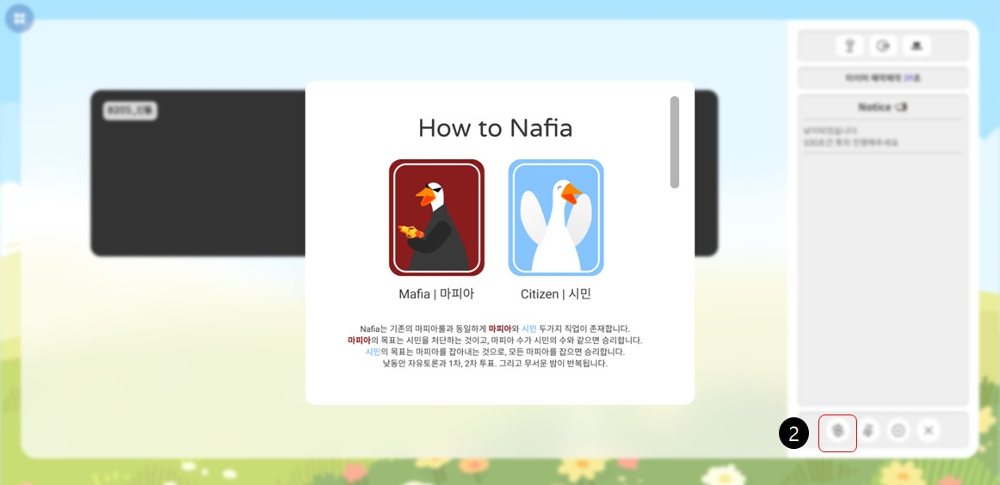 How to Nafia
Mafia | 마피아
Citizen | 시민
Nafia는 기존의 마피아룰과 동일하게 마피아와 시민 두가지 직업이 존재합니다.
마피아의 목표는 시민을 처단하는 것이고, 마피아 수가 시민의 수와 같으면 승리합니다.
시민의 목표는 마피아를 잡아내는 것으로, 모든 마피아를 잡으면 승리합니다.
낮동안 자유토론과 1차, 2차 투표. 그리고 무서운 밤이 반복됩니다.
Notice
2